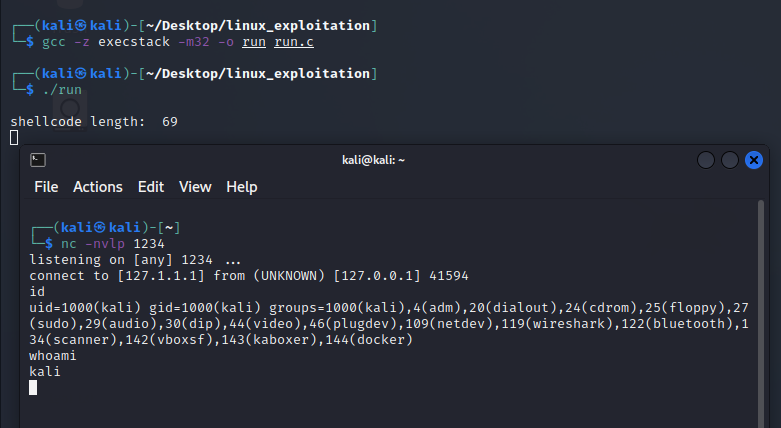 ┌──(kali㉿kali)-[~/Desktop/linux_exploitation]
└─$ gcc -z execstack -m32 -o run run.c
┌──(kali㉿kali)-[~/Desktop/linux_exploitation]
└─$ ./run
shellcode length:  69
kali@kali: ~
File Actions Edit View Help
┌──(kali㉿kali)-[~]
└─$ nc -nvlp 1234
listening on [any] 1234 ...
connect to [127.1.1.1] from (UNKNOWN) [127.0.0.1] 41594
id
uid=1000(kali) gid=1000(kali) groups=1000(kali),4(adm),20(dialout),24(cdrom),25(floppy),27
(sudo),29(audio),30(dip),44(video),46(plugdev),109(netdev),119(wireshark),122(bluetooth),1
34(scanner),142(vboxsf),143(kaboxer),144(docker)
whoami
kali